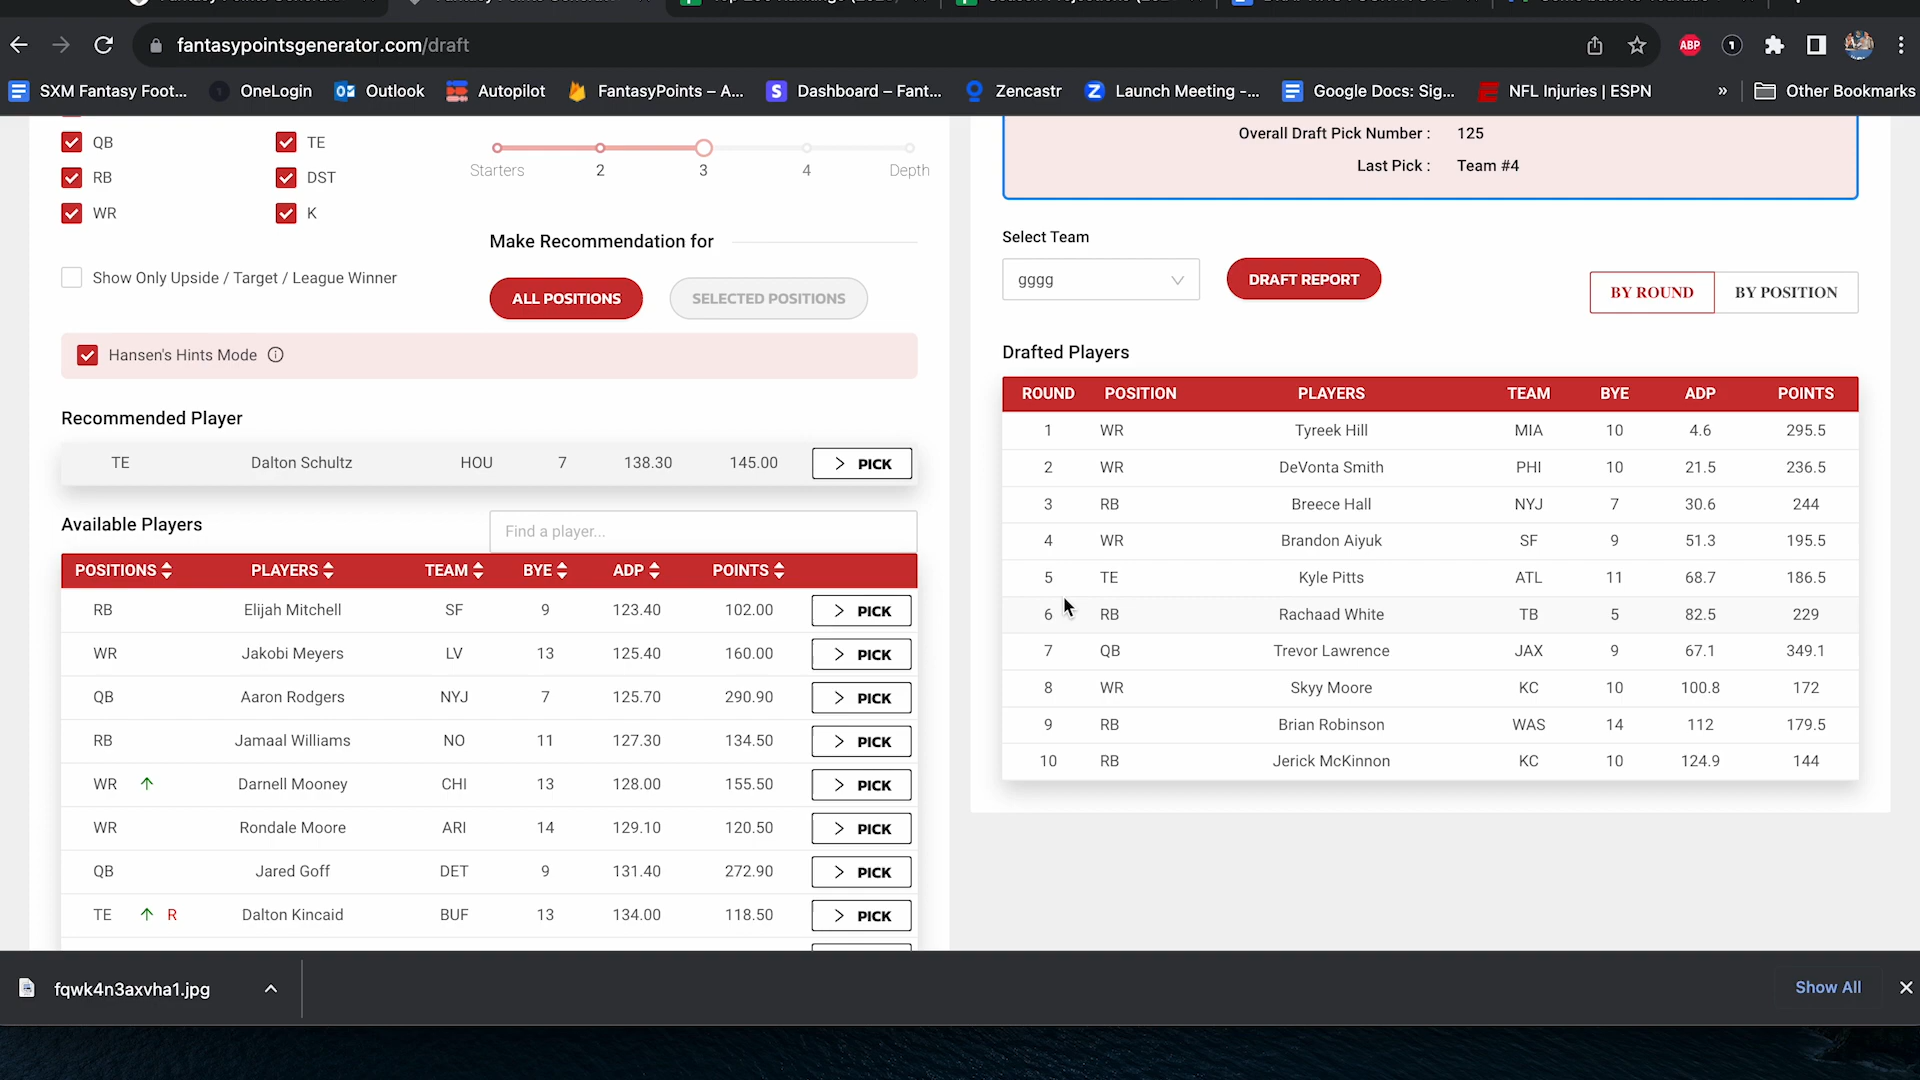 fantasypointsgenerator.com/draft
ABP
SXM Fantasy Foot...
OneLogin
Outlook
Autopilot
FantasyPoints – A...
Dashboard – Fant...
Zencastr
Launch Meeting -...
Google Docs: Sig...
NFL Injuries | ESPN
»
Other Bookmarks
QB
TE
RB
DST
WR
K
Starters
2
3
4
Depth
Make Recommendation for
Show Only Upside / Target / League Winner
ALL POSITIONS
SELECTED POSITIONS
Hansen's Hints Mode
Recommended Player
TE Dalton Schultz HOU 7 138.30 145.00 > PICK
Available Players
Find a player...
POSITIONS PLAYERS TEAM BYE ADP POINTS
RB Elijah Mitchell SF 9 123.40 102.00 > PICK
WR Jakobi Meyers LV 13 125.40 160.00 > PICK
QB Aaron Rodgers NYJ 7 125.70 290.90 > PICK
RB Jamaal Williams NO 11 127.30 134.50 > PICK
WR ↑ Darnell Mooney CHI 13 128.00 155.50 > PICK
WR Rondale Moore ARI 14 129.10 120.50 > PICK
QB Jared Goff DET 9 131.40 272.90 > PICK
TE ↑ R Dalton Kincaid BUF 13 134.00 118.50 > PICK
Overall Draft Pick Number : 125
Last Pick : Team #4
Select Team
gggg
DRAFT REPORT
BY ROUND
BY POSITION
Drafted Players
ROUND POSITION PLAYERS TEAM BYE ADP POINTS
1 WR Tyreek Hill MIA 10 4.6 295.5
2 WR DeVonta Smith PHI 10 21.5 236.5
3 RB Breece Hall NYJ 7 30.6 244
4 WR Brandon Aiyuk SF 9 51.3 195.5
5 TE Kyle Pitts ATL 11 68.7 186.5
6 RB Rachaad White TB 5 82.5 229
7 QB Trevor Lawrence JAX 9 67.1 349.1
8 WR Skyy Moore KC 10 100.8 172
9 RB Brian Robinson WAS 14 112 179.5
10 RB Jerick McKinnon KC 10 124.9 144
fqwk4n3axvha1.jpg
Show All